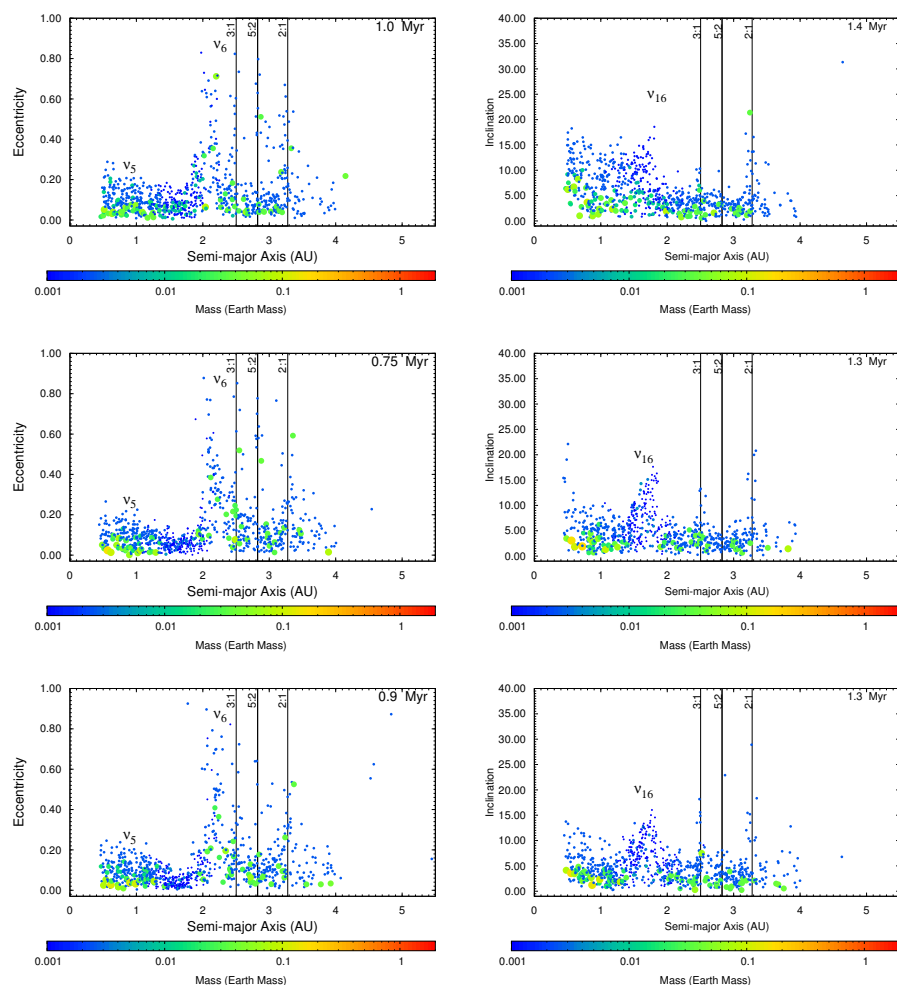 1.0 Myr
ν6
3:1
5:2
2:1
1.00
0.80
0.60
0.40
0.20
0.00
Eccentricity
ν5
0 1 2 3 4 5
Semi-major Axis (AU)
0.001 0.01 0.1 1
Mass (Earth Mass)
1.4 Myr
ν16
3:1
5:2
2:1
40.00
35.00
30.00
25.00
20.00
15.00
10.00
5.00
0.00
Inclination
0 1 2 3 4 5
Semi-major Axis (AU)
0.001 0.01 0.1 1
Mass (Earth Mass)
0.75 Myr
ν6
3:1
5:2
2:1
1.00
0.80
0.60
0.40
0.20
0.00
Eccentricity
ν5
0 1 2 3 4 5
Semi-major Axis (AU)
0.001 0.01 0.1 1
Mass (Earth Mass)
1.3 Myr
ν16
3:1
5:2
2:1
40.00
35.00
30.00
25.00
20.00
15.00
10.00
5.00
0.00
Inclination
0 1 2 3 4 5
Semi-major Axis (AU)
0.001 0.01 0.1 1
Mass (Earth Mass)
0.9 Myr
ν6
3:1
5:2
2:1
1.00
0.80
0.60
0.40
0.20
0.00
Eccentricity
ν5
0 1 2 3 4 5
Semi-major Axis (AU)
0.001 0.01 0.1 1
Mass (Earth Mass)
1.3 Myr
ν16
3:1
5:2
2:1
40.00
35.00
30.00
25.00
20.00
15.00
10.00
5.00
0.00
Inclination
0 1 2 3 4 5
Semi-major Axis (AU)
0.001 0.01 0.1 1
Mass (Earth Mass)